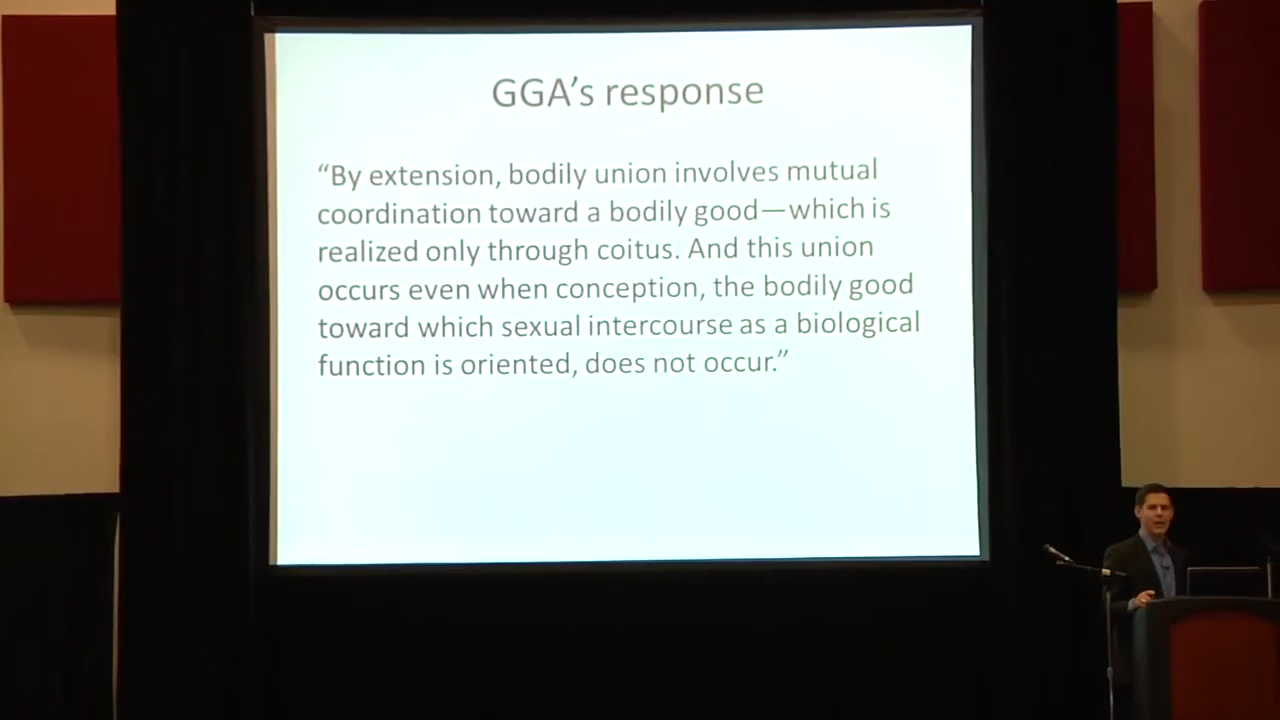 GGA's response
“By extension, bodily union involves mutual
coordination toward a bodily good—which is
realized only through coitus. And this union
occurs even when conception, the bodily good
toward which sexual intercourse as a biological
function is oriented, does not occur.”